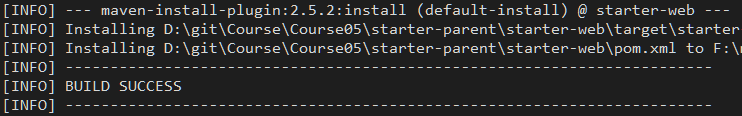 [INFO] --- maven-install-plugin:2.5.2:install (default-install) @ starter-web ---
[INFO] Installing D:\git\Course\Course05\starter-parent\starter-web\target\starter
[INFO] Installing D:\git\Course\Course05\starter-parent\starter-web\pom.xml to F:\
[INFO] ------------------------------------------------------------------------
[INFO] BUILD SUCCESS
[INFO] ------------------------------------------------------------------------